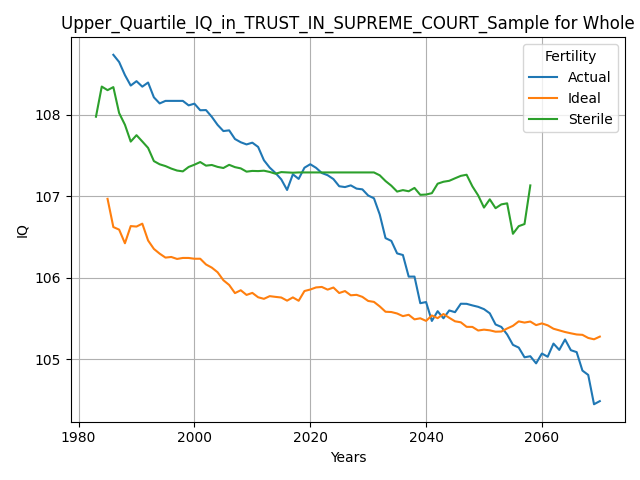 Upper_Quartile_IQ_in_TRUST_IN_SUPREME_COURT_Sample for Whole
Fertility
Actual
Ideal
Sterile
108
107
106
105
IQ
1980
2000
2020
2040
2060
Years